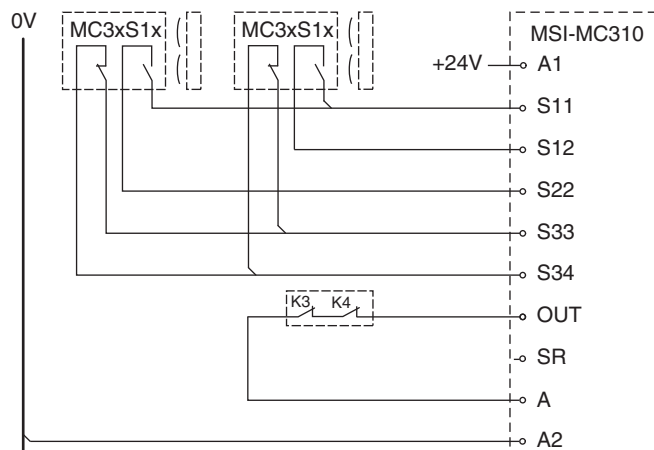 0V
MC3xS1x
MC3xS1x
MSI-MC310
+24V
A1
S11
S12
S22
S33
S34
K3 K4
OUT
SR
A
A2